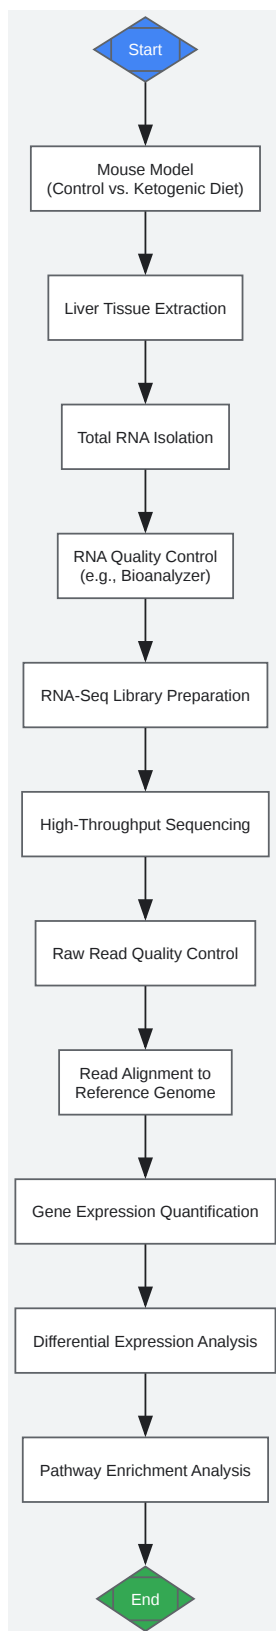 Start
Mouse Model
(Control vs. Ketogenic Diet)
Liver Tissue Extraction
Total RNA Isolation
RNA Quality Control
(e.g., Bioanalyzer)
RNA-Seq Library Preparation
High-Throughput Sequencing
Raw Read Quality Control
Read Alignment to
Reference Genome
Gene Expression Quantification
Differential Expression Analysis
Pathway Enrichment Analysis
End